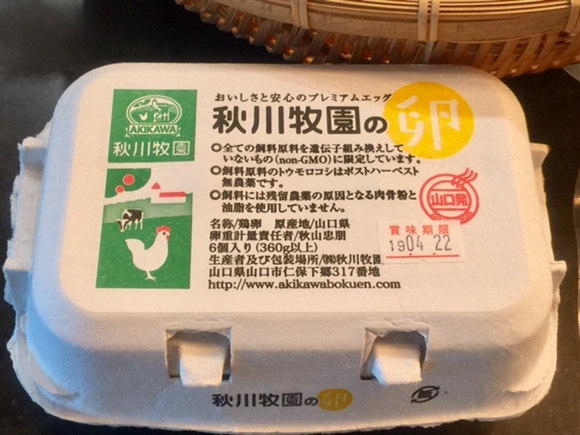 おいしさと安心のプレミアムエッグ
秋川牧園の卵
AKIKAWA
秋川牧園
●全ての飼料原料を遺伝子組み換えして
いないもの(non-GMO)に限定しています。
●飼料原料のトウモロコシはポストハーベスト
無農薬です。
●飼料には残留農薬の原因となる肉骨粉と
油脂を使用していません。
山口発
名称/鶏卵 原産地/山口県
卵重計量責任者/秋山忠朋
6個入り(360g以上)
生産者及び包装場所/㈱秋川牧園
山口県山口市仁保下郷317番地
http://www.akikawabokuen.com/
賞味期限
19.04.22
秋川牧園の卵
紙